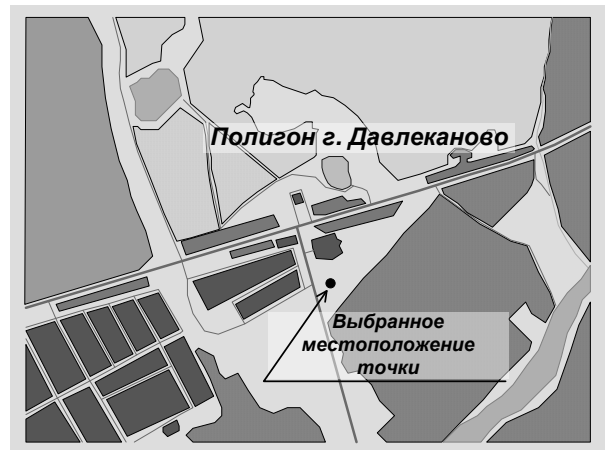 Полигон г. Давлеканово
Выбранное
местоположение
точки